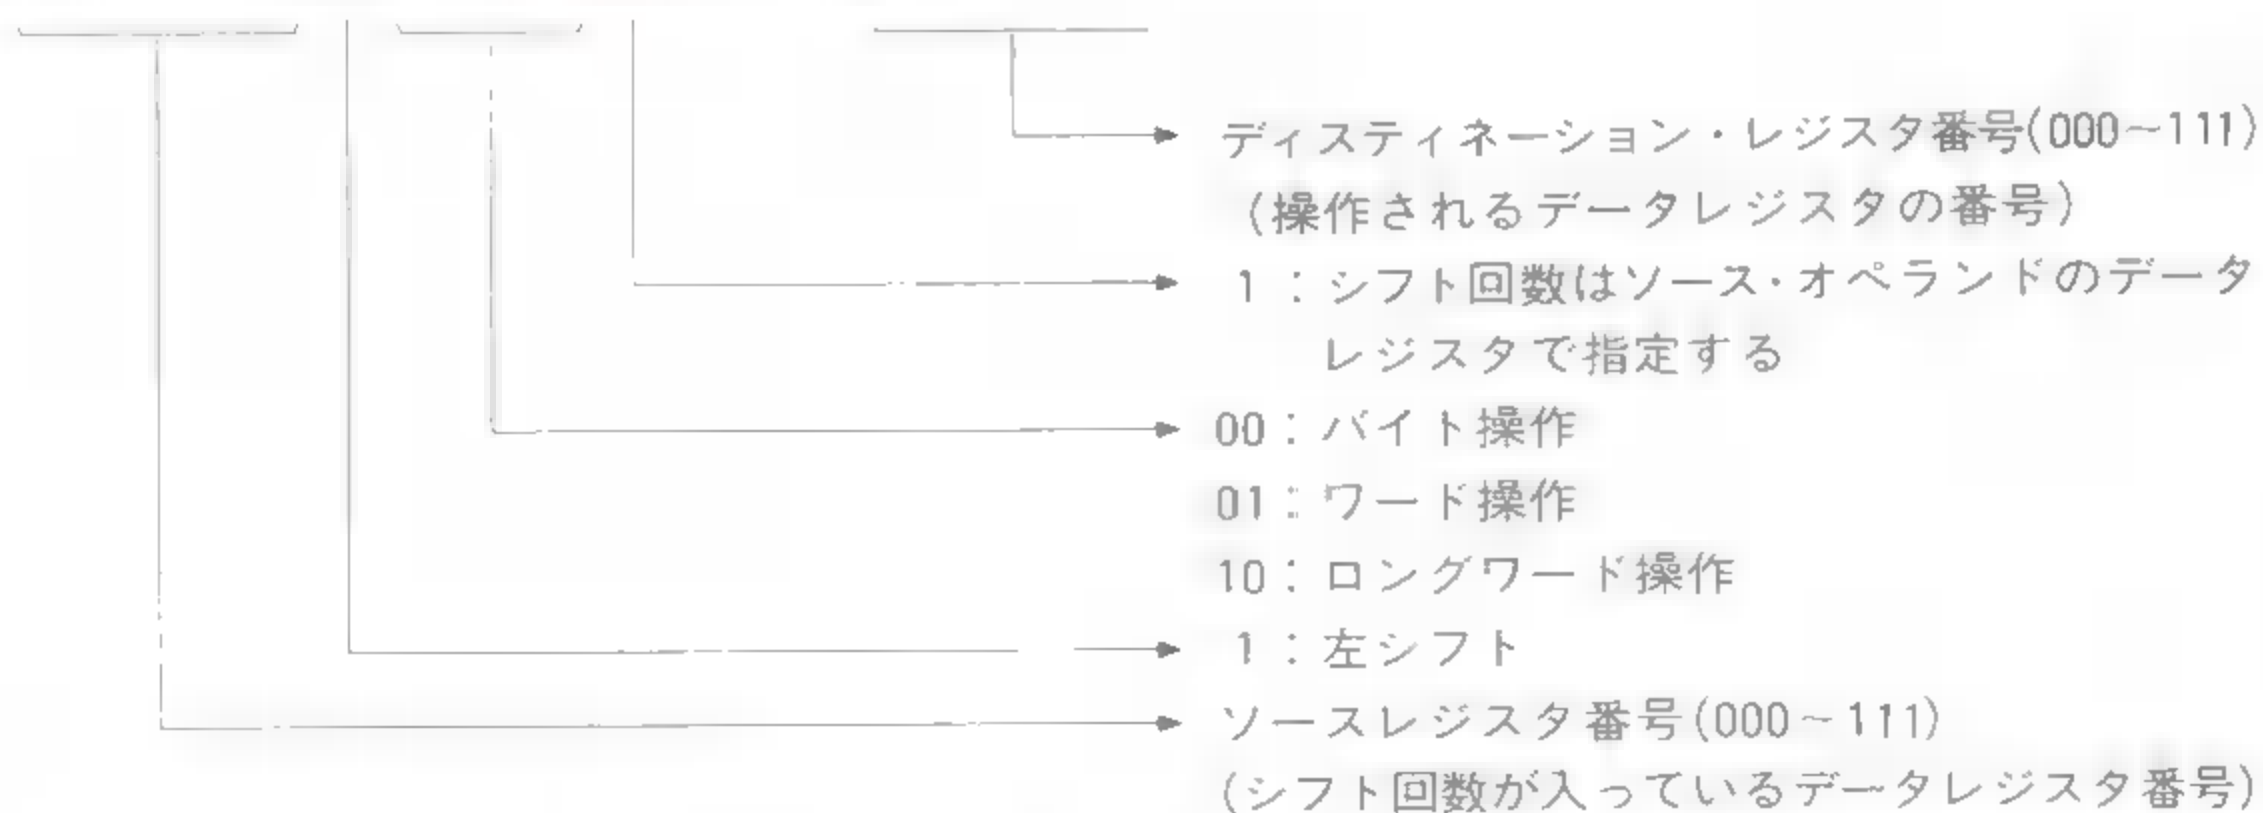 ディスティネーション・レジスタ番号(000~111)
(操作されるデータレジスタの番号)
1:シフト回数はソース・オペランドのデータ
レジスタで指定する
00:バイト操作
01:ワード操作
10:ロングワード操作
1:左シフト
ソースレジスタ番号(000~111)
(シフト回数が入っているデータレジスタ番号)